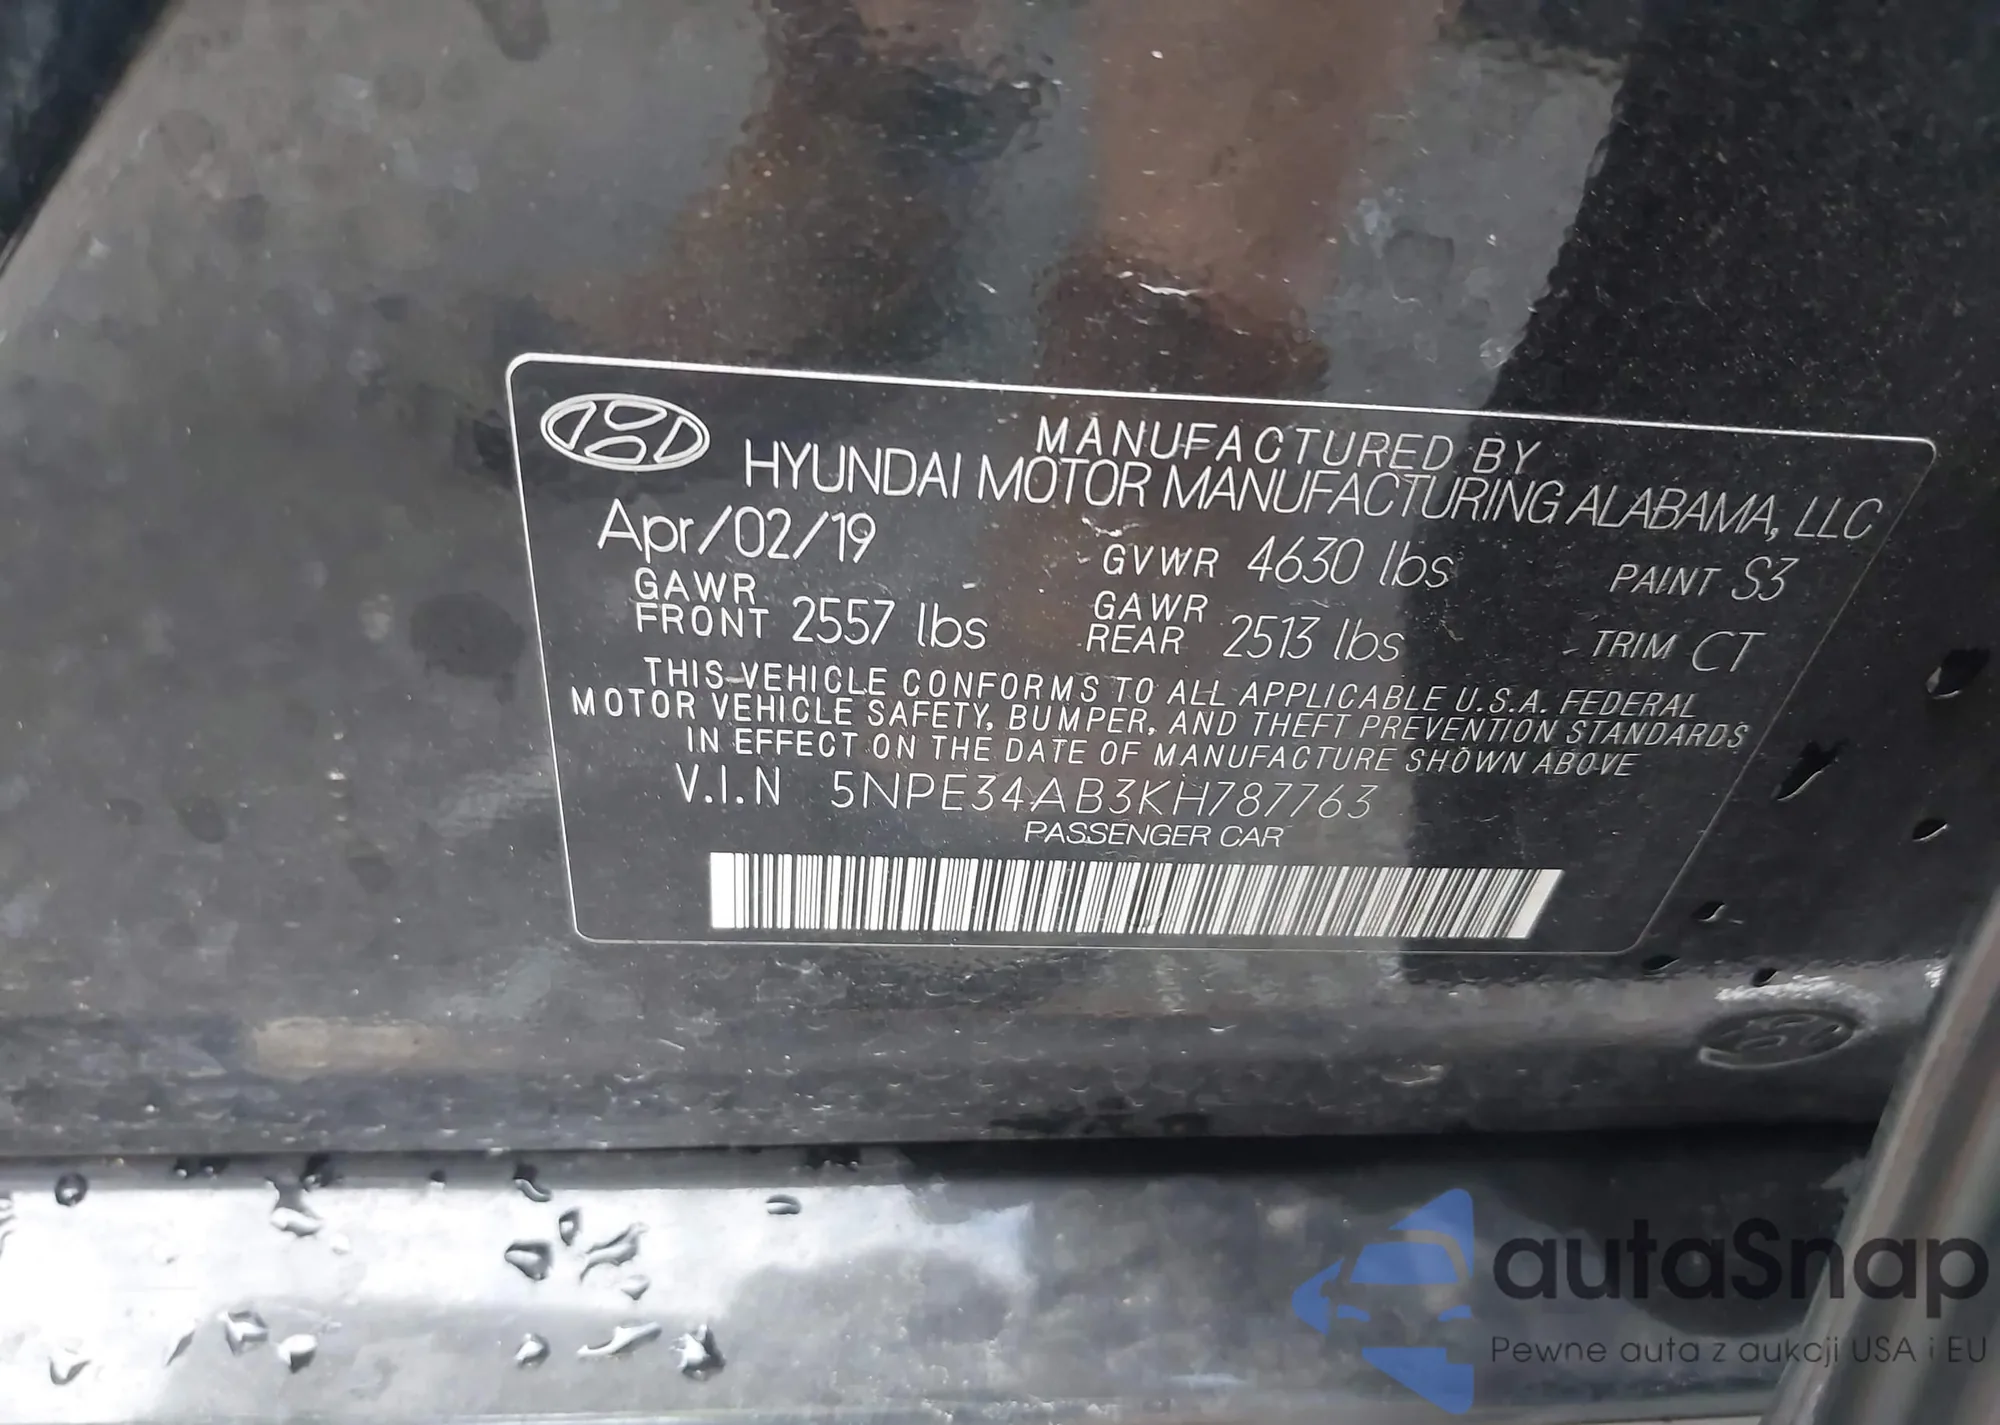 MANUFACTURED BY
HYUNDAI MOTOR MANUFACTURING ALABAMA, LLC
Apr/02/19 GVWR 4630 lbs PAINT S3
GAWR FRONT 2557 lbs GAWR REAR 2513 lbs TRIM CT
THIS VEHICLE CONFORMS TO ALL APPLICABLE U.S.A. FEDERAL
MOTOR VEHICLE SAFETY, BUMPER, AND THEFT PREVENTION STANDARDS
IN EFFECT ON THE DATE OF MANUFACTURE SHOWN ABOVE
V.I.N 5NPE34AB3KH787763
PASSENGER CAR
autaSnap
Pewne auta z aukcji USA i EU